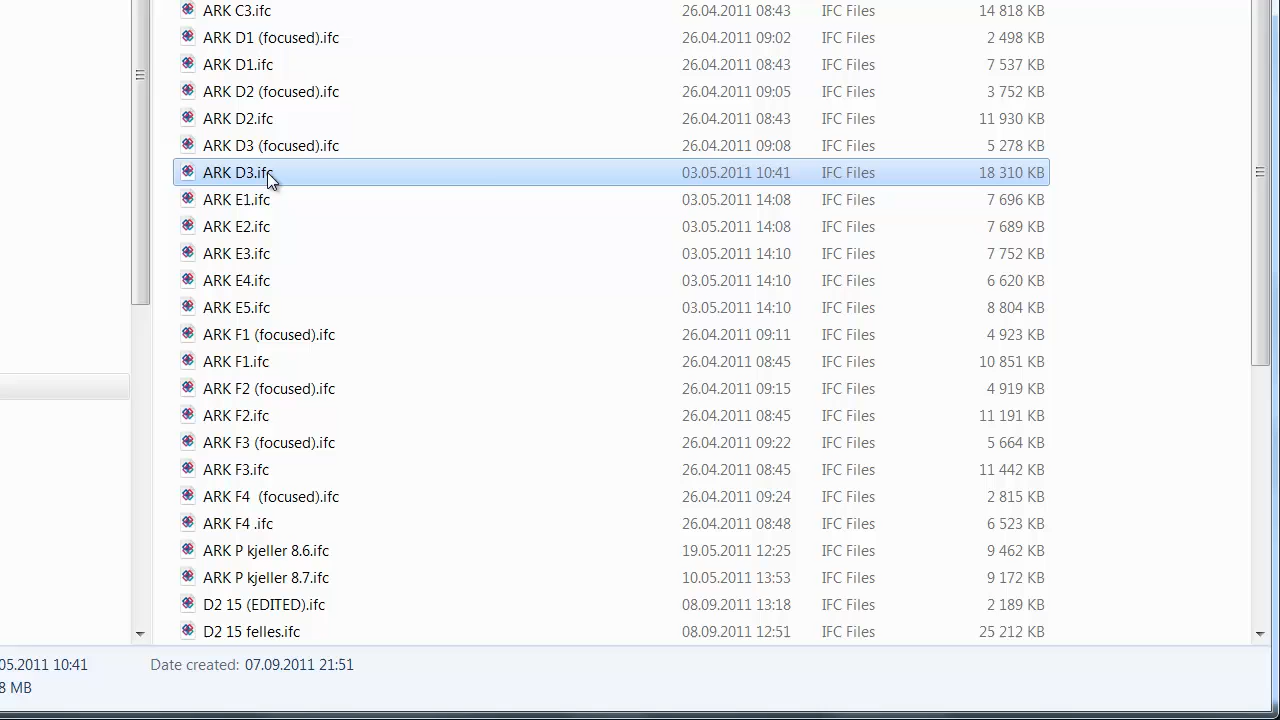 ARK C3.ifc 26.04.2011 08:43 IFC Files 14 818 KB
ARK D1 (focused).ifc 26.04.2011 09:02 IFC Files 2 498 KB
ARK D1.ifc 26.04.2011 08:43 IFC Files 7 537 KB
ARK D2 (focused).ifc 26.04.2011 09:05 IFC Files 3 752 KB
ARK D2.ifc 26.04.2011 08:43 IFC Files 11 930 KB
ARK D3 (focused).ifc 26.04.2011 09:08 IFC Files 5 278 KB
ARK D3.ifc 03.05.2011 10:41 IFC Files 18 310 KB
ARK E1.ifc 03.05.2011 14:08 IFC Files 7 696 KB
ARK E2.ifc 03.05.2011 14:08 IFC Files 7 689 KB
ARK E3.ifc 03.05.2011 14:10 IFC Files 7 752 KB
ARK E4.ifc 03.05.2011 14:10 IFC Files 6 620 KB
ARK E5.ifc 03.05.2011 14:10 IFC Files 8 804 KB
ARK F1 (focused).ifc 26.04.2011 09:11 IFC Files 4 923 KB
ARK F1.ifc 26.04.2011 08:45 IFC Files 10 851 KB
ARK F2 (focused).ifc 26.04.2011 09:15 IFC Files 4 919 KB
ARK F2.ifc 26.04.2011 08:45 IFC Files 11 191 KB
ARK F3 (focused).ifc 26.04.2011 09:22 IFC Files 5 664 KB
ARK F3.ifc 26.04.2011 08:45 IFC Files 11 442 KB
ARK F4  (focused).ifc 26.04.2011 09:24 IFC Files 2 815 KB
ARK F4 .ifc 26.04.2011 08:48 IFC Files 6 523 KB
ARK P kjeller 8.6.ifc 19.05.2011 12:25 IFC Files 9 462 KB
ARK P kjeller 8.7.ifc 10.05.2011 13:53 IFC Files 9 172 KB
D2 15 (EDITED).ifc 08.09.2011 13:18 IFC Files 2 189 KB
D2 15 felles.ifc 08.09.2011 12:51 IFC Files 25 212 KB
05.2011 10:41 Date created: 07.09.2011 21:51
8 MB